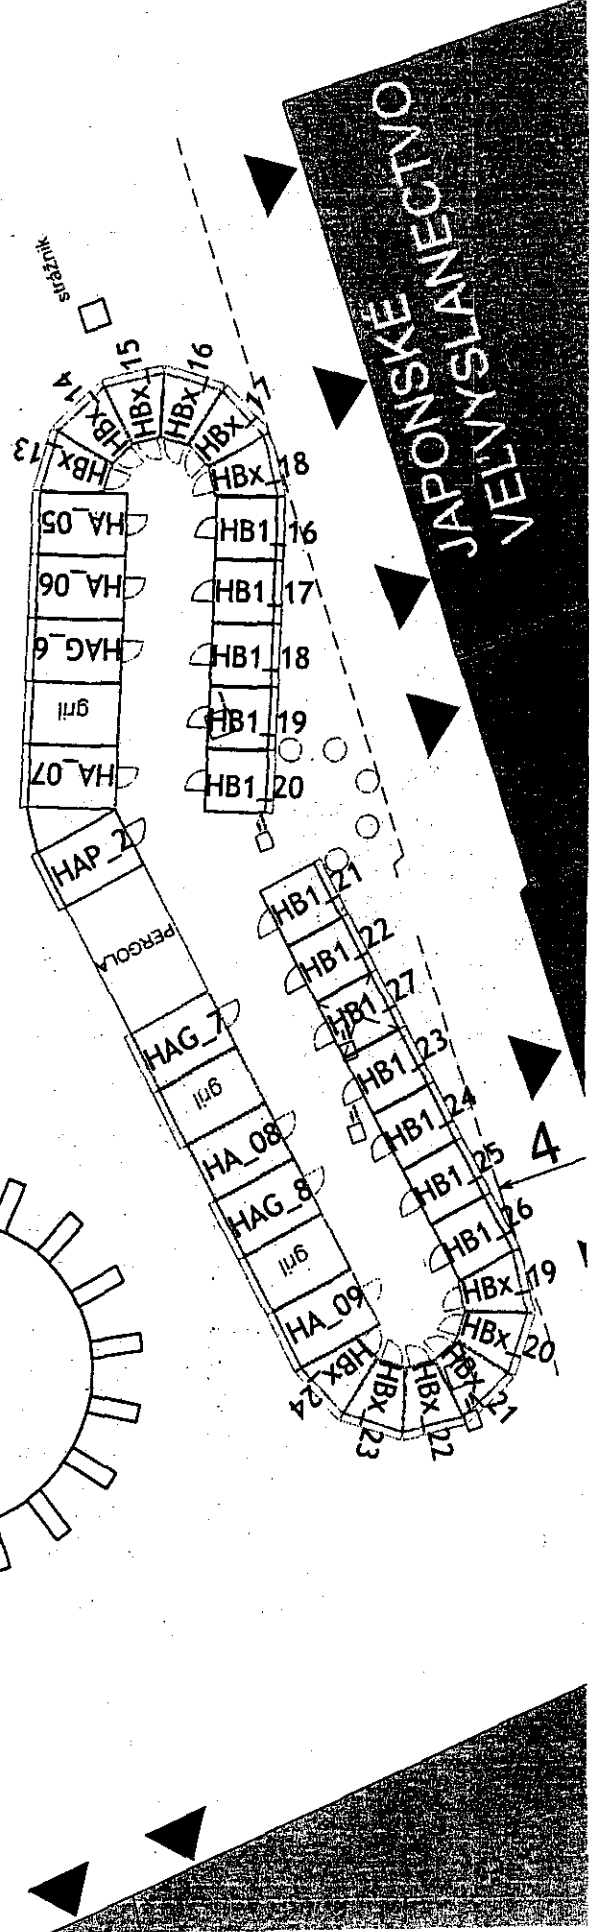 JAPONSKÉ
VEĽVYSLANECTVO
strážnik
HBx_13
HBx_14
HBx_15
HBx_16
HBx_17
HBx_18
HA_05
HA_06
HAG_6
gril
HA_07
HAP_2
PERGOLA
HAG_7
gril
HA_08
HAG_8
gril
HA_09
HB1_16
HB1_17
HB1_18
HB1_19
HB1_20
HB1_21
HB1_22
HB1_27
HB1_23
HB1_24
HB1_25
HB1_26
4
HBx_19
HBx_20
HBx_21
HBx_22
HBx_23
HBx_24